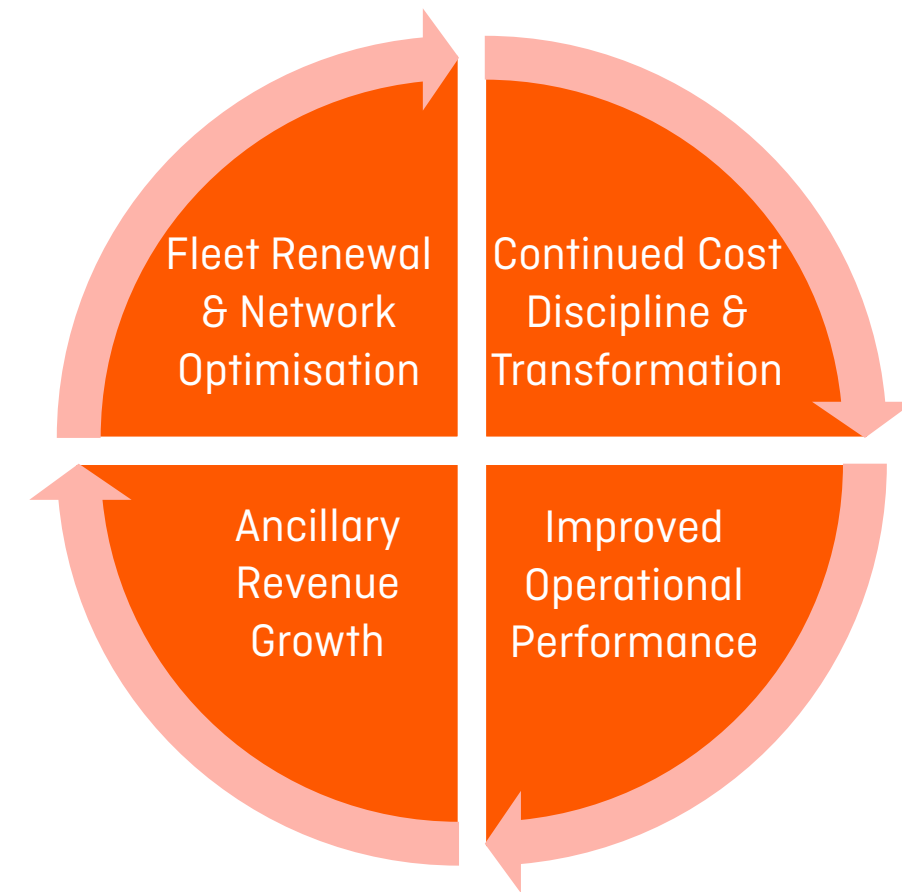 Fleet Renewal
& Network
Optimisation
Continued Cost
Discipline &
Transformation
Ancillary
Revenue
Growth
Improved
Operational
Performance